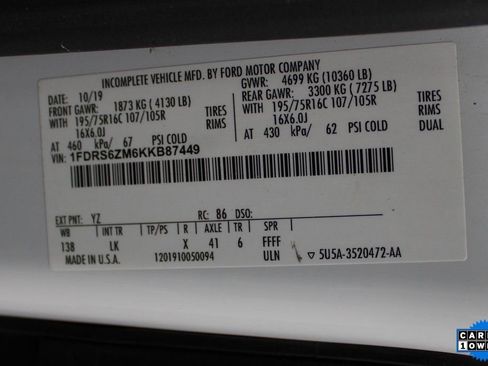 INCOMPLETE VEHICLE MFD. BY FORD MOTOR COMPANY
DATE: 10/19 GVWR: 4699 KG (10360 LB)
FRONT GAWR: 1873 KG (4130 LB) REAR GAWR: 3300 KG (7275 LB)
WITH 195/75R16C 107/105R TIRES WITH 195/75R16C 107/105R TIRES
16X6.0J RIMS 16X6.0J RIMS
AT 460 kPa/ 67 PSI COLD AT 430 kPa/ 62 PSI COLD DUAL
VIN: 1FDRS6ZM6KKB87449
EXT PNT: YZ RC: 86 DSO:
WB INT TR TP/PS R AXLE TR SPR
138 LK X 41 6 FFFF
MADE IN U.S.A. 1201910050094 ULN ▽ 5U5A-3520472-AA
1